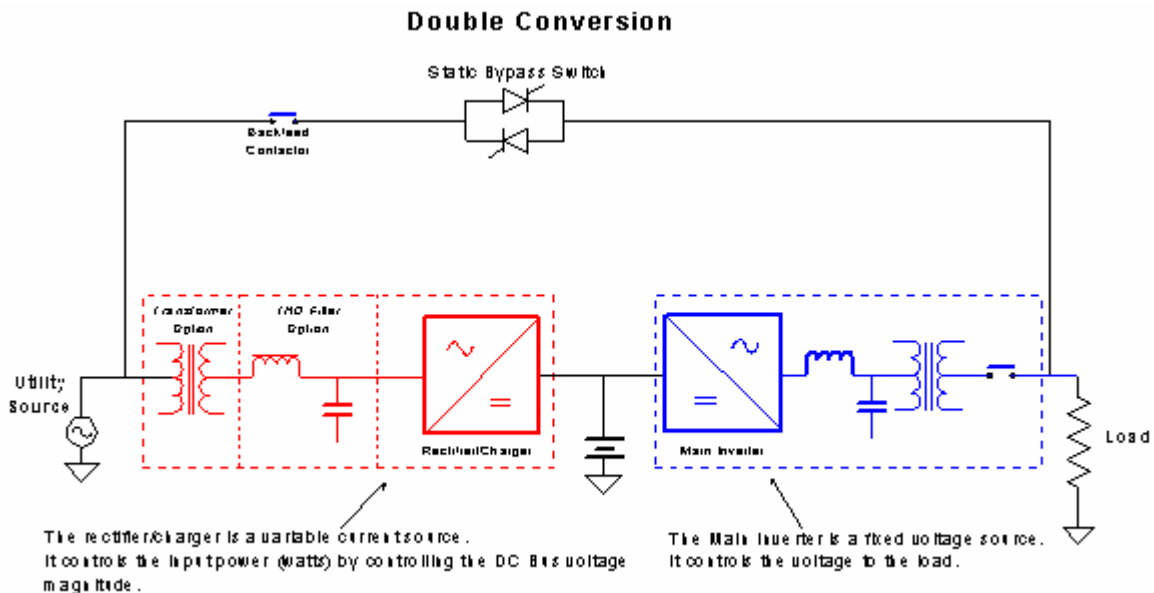 Double Conversion
Static Bypass Switch
Backfeed
Contactor
Transformer
Option
THD Filter
Option
Utility
Source
Rectifier/Charger
Main Inverter
Load
The rectifier/charger is a variable current source.
It controls the input power (watts) by controlling the DC Bus voltage
magnitude.
The Main Inverter is a fixed voltage source.
It controls the voltage to the load.